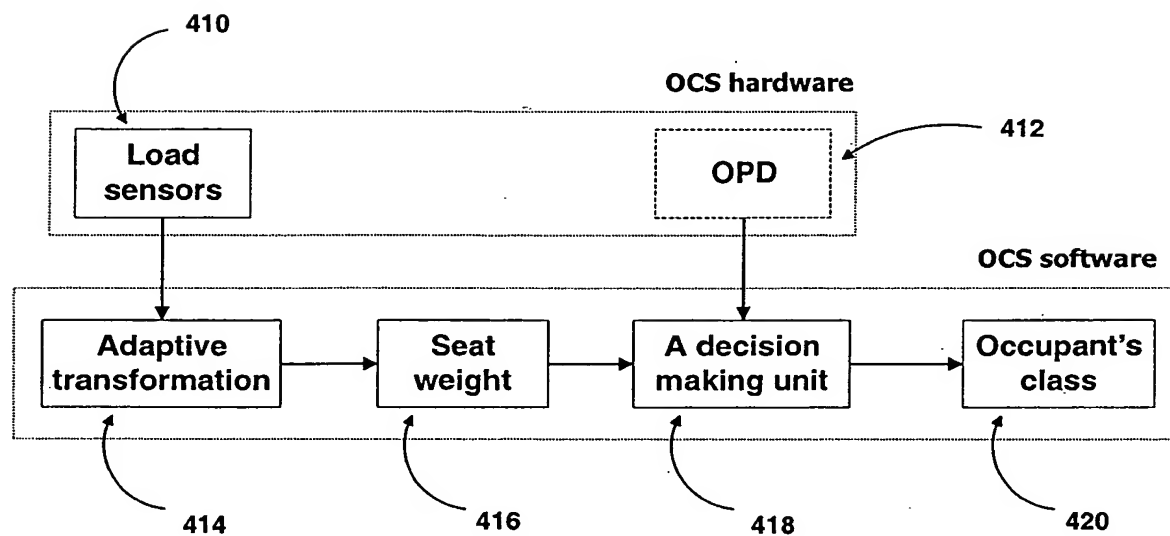 410
OCS hardware
412
Load
sensors
OPD
OCS software
Adaptive
transformation
Seat
weight
A decision
making unit
Occupant's
class
414
416
418
420